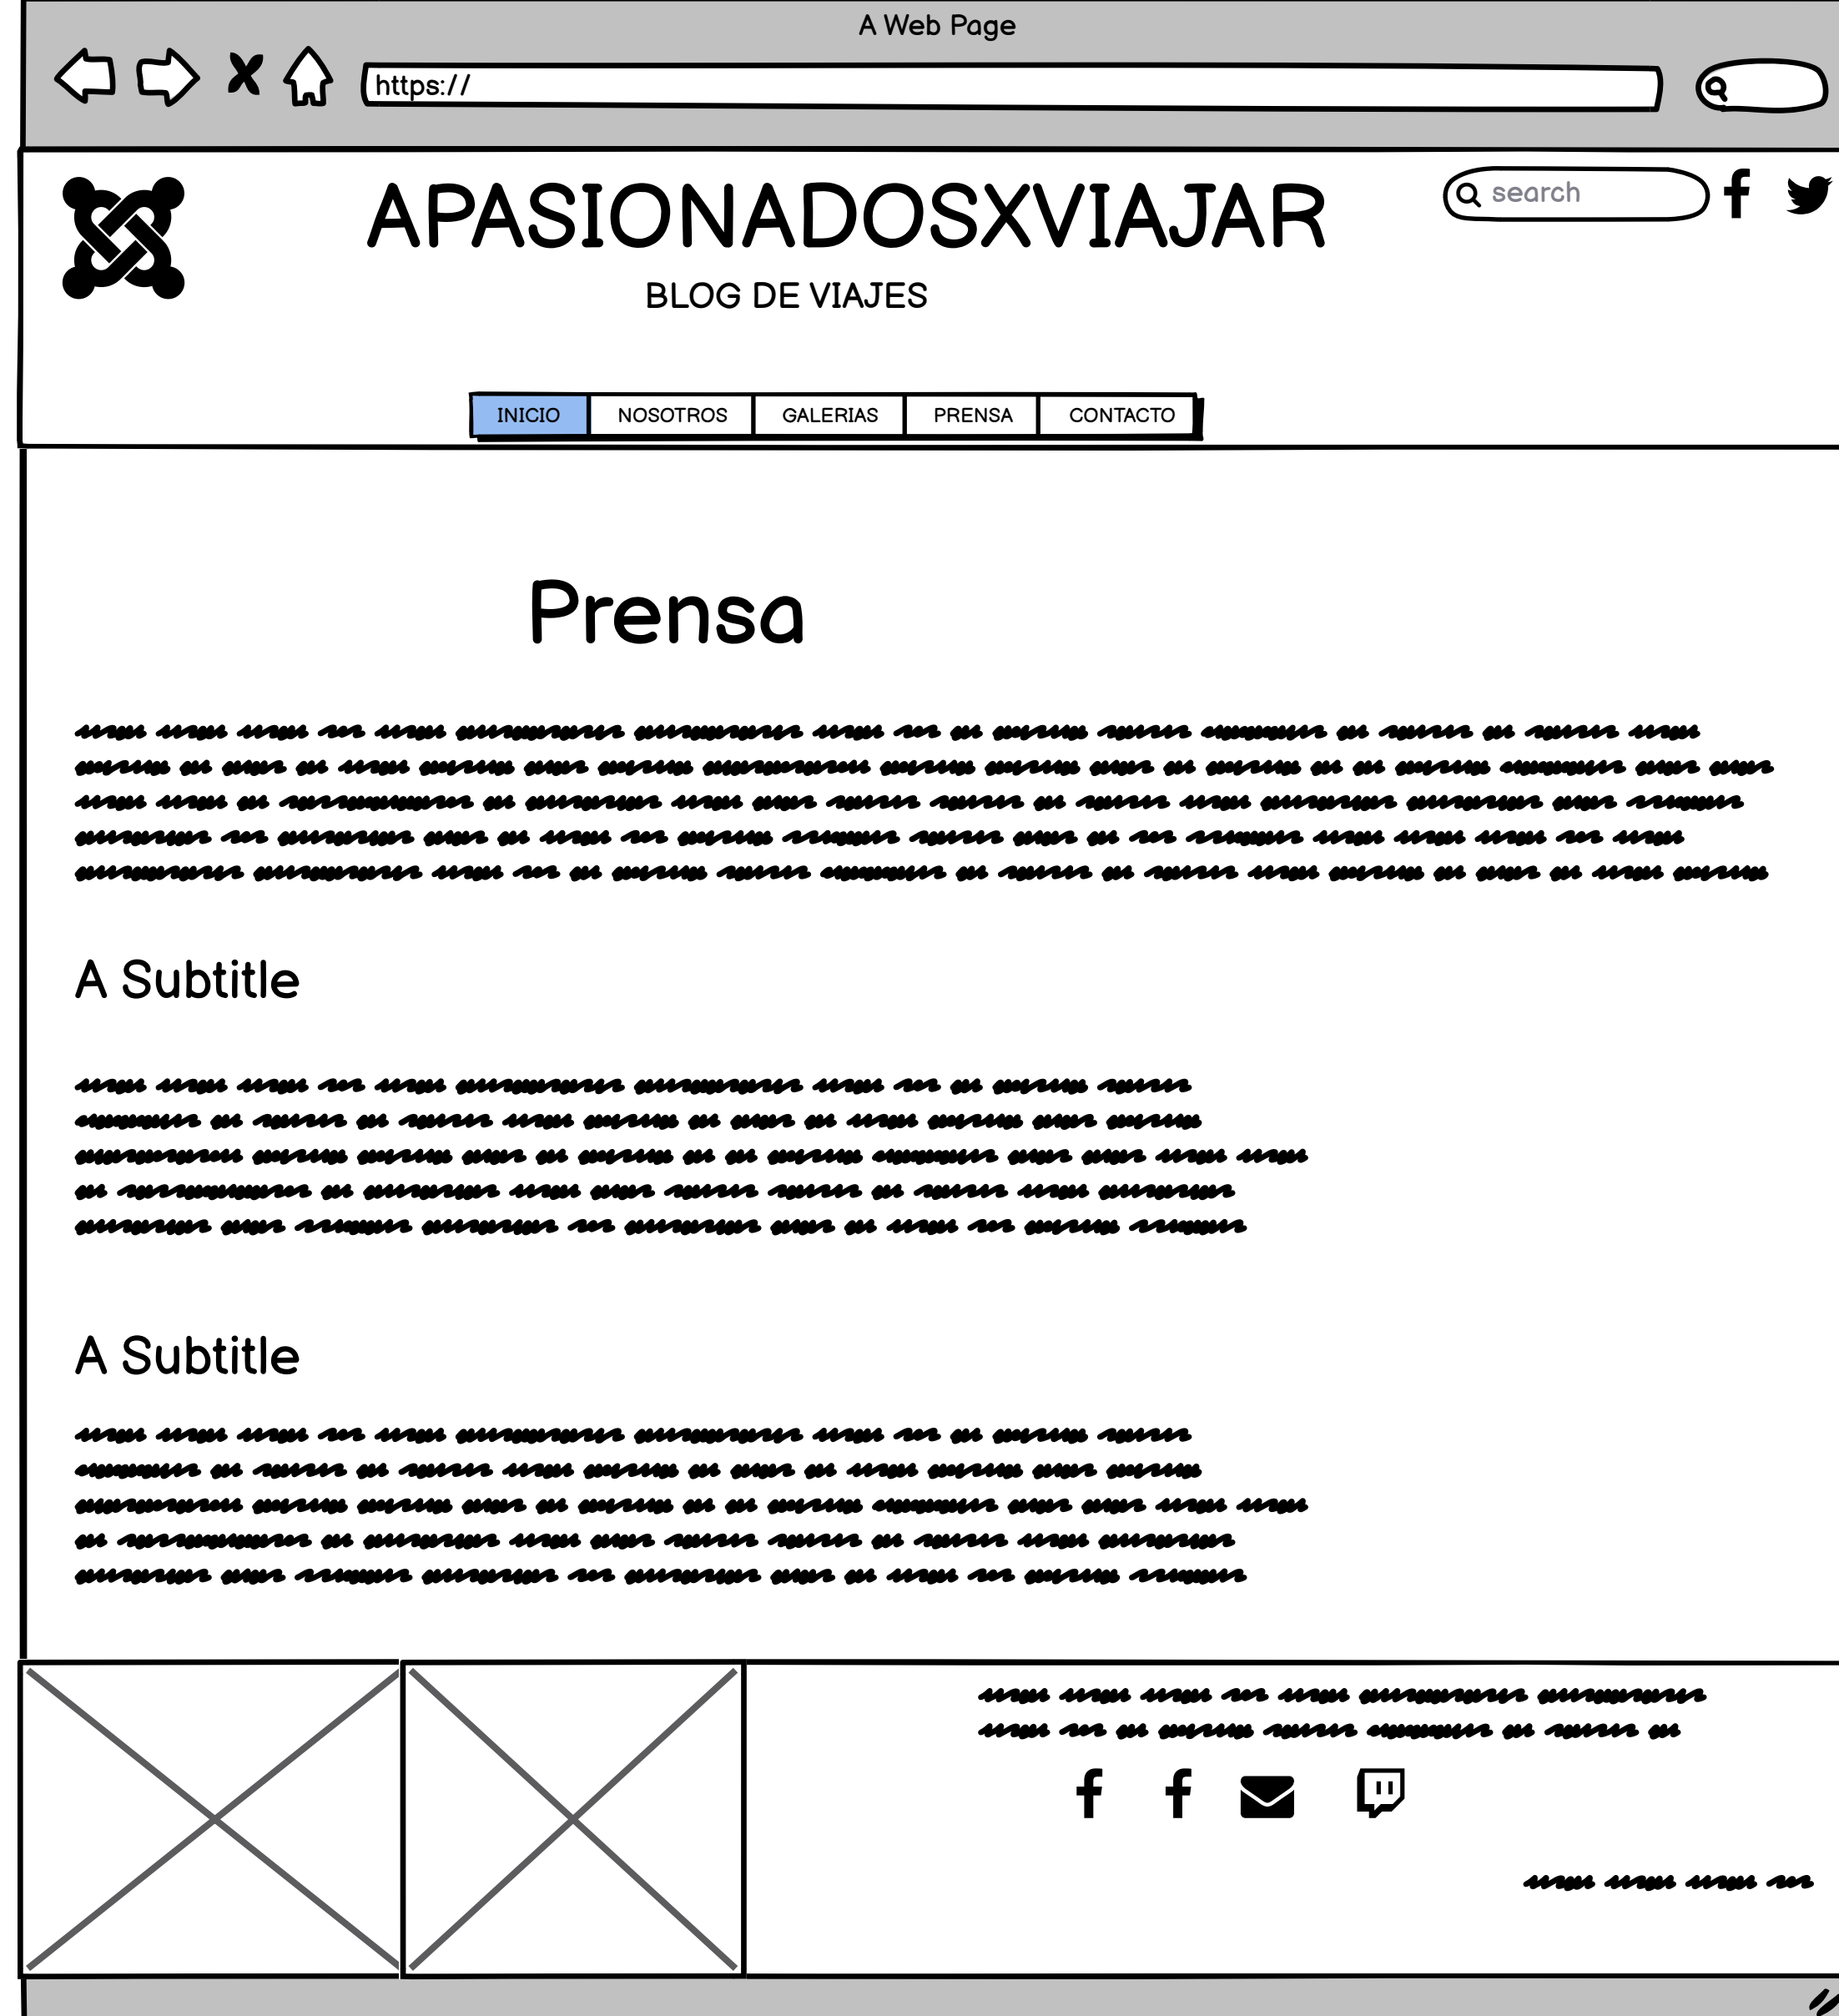 A Web Page
https://
APASIONADOSXVIAJAR
search
BLOG DE VIAJES
INICIO NOSOTROS GALERIAS PRENSA CONTACTO
Prensa
A Subtitle
A Subtitle